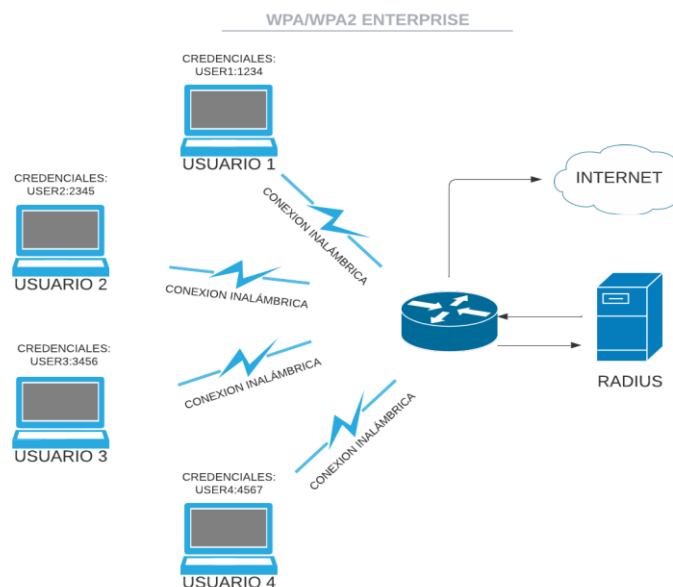 WPA/WPA2 ENTERPRISE
CREDENCIALES:
USER1:1234
USUARIO 1
CREDENCIALES:
USER2:2345
USUARIO 2
CREDENCIALES:
USER3:3456
USUARIO 3
CREDENCIALES:
USER4:4567
USUARIO 4
CONEXION INALÁMBRICA
CONEXION INALÁMBRICA
CONEXION INALÁMBRICA
CONEXION INALÁMBRICA
INTERNET
RADIUS